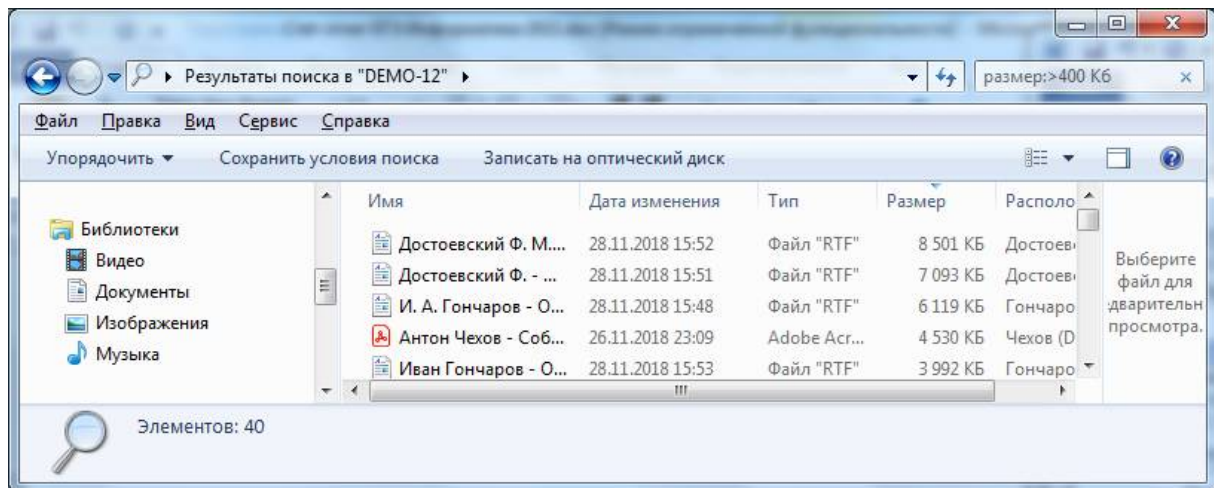 Результаты поиска в "DEMO-12"
размер:>400 Кб
Файл Правка Вид Сервис Справка
Упорядочить Сохранить условия поиска Записать на оптический диск
Имя Дата изменения Тип Размер Располо
Библиотеки
Видео
Документы
Изображения
Музыка
Достоевский Ф. М.... 28.11.2018 15:52 Файл "RTF" 8 501 КБ Достоев
Достоевский Ф. - ... 28.11.2018 15:51 Файл "RTF" 7 093 КБ Достоев
И. А. Гончаров - О... 28.11.2018 15:48 Файл "RTF" 6 119 КБ Гончаро
Антон Чехов - Соб... 26.11.2018 23:09 Adobe Acr... 4 530 КБ Чехов (D
Иван Гончаров - О... 28.11.2018 15:53 Файл "RTF" 3 992 КБ Гончаро
Выберите
файл для
дварительн
просмотра.
Элементов: 40